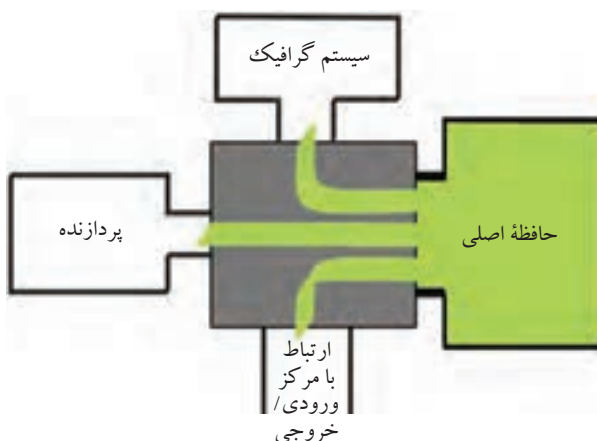 سیستم گرافیک
حافظهٔ اصلی
پردازنده
ارتباط
با مرکز
ورودی/
خروجی